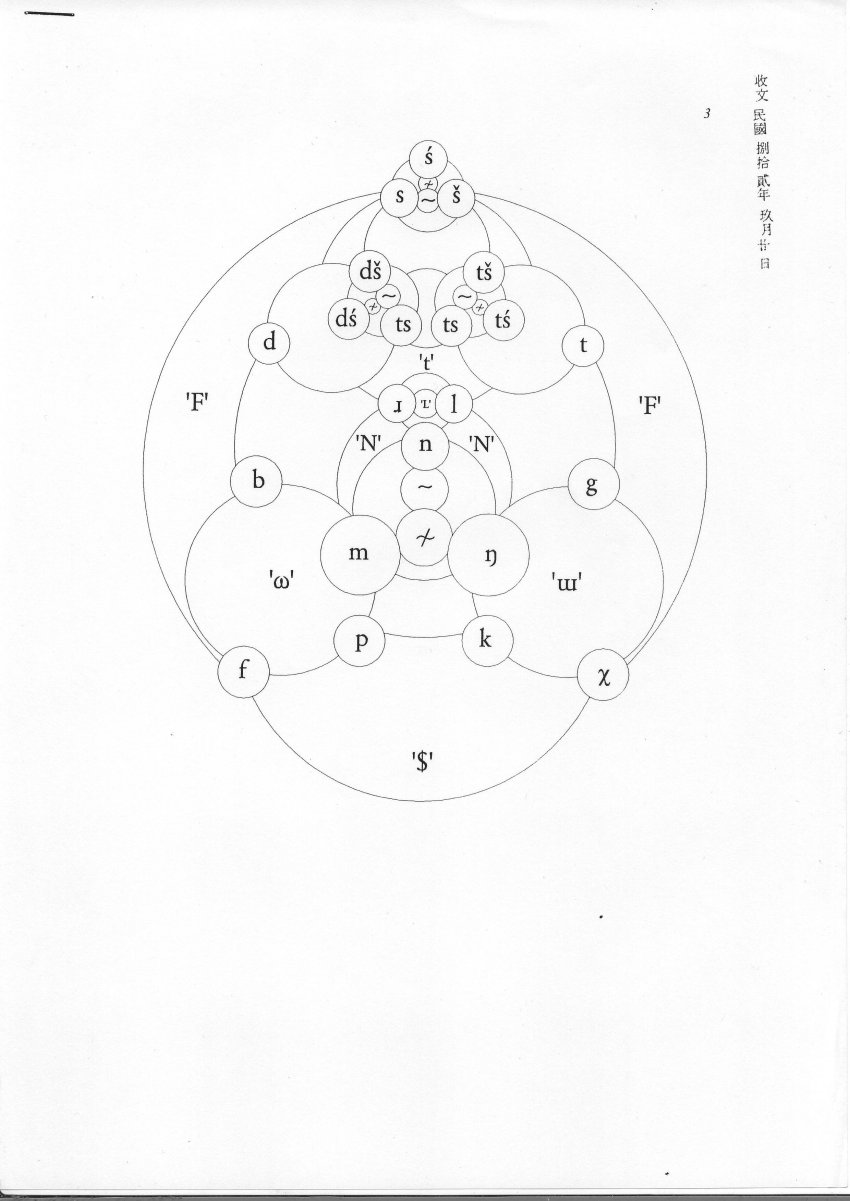 收文 民國 捌拾貳年 玖月廿日
3
ś
s ≁ š
~
dš tš
~ ~
≁ ≁
dś ts ts tś
d t
't'
ɹ 'L' l
'F' 'F'
'N' n 'N'
b ~ g
≁
m ŋ
'ω' 'ɯ'
p k
f χ
'$'